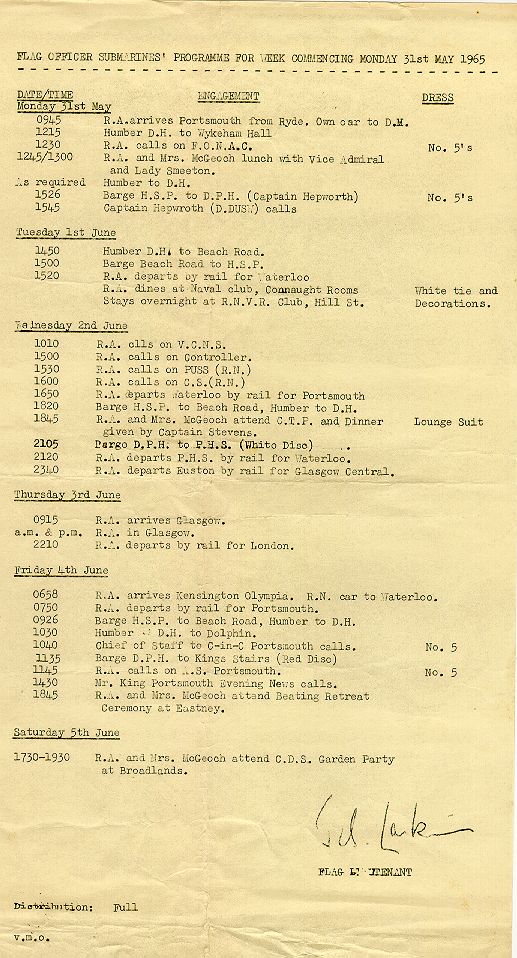 FLAG OFFICER SUBMARINES' PROGRAMME FOR WEEK COMMENCING MONDAY 31st MAY 1965
DATE/TIME ENGAGEMENT DRESS
Monday 31st May
0945 R.A.arrives Portsmouth from Ryde. Own car to D.M.
1215 Humber D.H. to Wykeham Hall
1230 R.A. calls on F.O.N.A.C. No. 5's
1245/1300 R.A. and Mrs. McGeoch lunch with Vice Admiral
and Lady Smeeton.
As required Humber to D.H.
1526 Barge H.S.P. to D.P.H. (Captain Hepworth) No. 5's
1545 Captain Hepwroth (D.DUSW) calls
Tuesday 1st June
1450 Humber D.H. to Beach Road.
1500 Barge Beach Road to H.S.P.
1520 R.A. departs by rail for Waterloo
R.A. dines at Naval club, Connaught Rooms White tie and
Stays overnight at R.N.V.R. Club, Hill St. Decorations.
Wednesday 2nd June
1010 R.A. clls on V.C.N.S.
1500 R.A. calls on Controller.
1530 R.A. calls on PUSS (R.N.)
1600 R.A. calls on C.S.(R.N.)
1650 R.A. departs Waterloo by rail for Portsmouth
1820 Barge H.S.P. to Beach Road, Humber to D.H.
1845 R.A. and Mrs. McGeoch attend C.T.P. and Dinner Lounge Suit
given by Captain Stevens.
2105 Barge D.P.H. to P.H.S. (White Disc)
2120 R.A. departs P.H.S. by rail for Waterloo.
2340 R.A. departs Euston by rail for Glasgow Central.
Thursday 3rd June
0915 R.A. arrives Glasgow.
a.m. & p.m. R.A. in Glasgow.
2210 R.A. departs by rail for London.
Friday 4th June
0658 R.A. arrives Kensington Olympia. R.N. car to Waterloo.
0750 R.A. departs by rail for Portsmouth.
0926 Barge H.S.P. to Beach Road, Humber to D.H.
1030 Humber D.H. to Dolphin.
1040 Chief of Staff to C-in-C Portsmouth calls. No. 5
1135 Barge D.P.H. to Kings Stairs (Red Disc)
1145 R.A. calls on A.S. Portsmouth. No. 5
1430 Mr. King Portsmouth Evening News calls.
1845 R.A. and Mrs. McGeoch attend Beating Retreat
Ceremony at Eastney.
Saturday 5th June
1730-1930 R.A. and Mrs. McGeoch attend C.D.S. Garden Party
at Broadlands.
Larkin
FLAG LIEUTENANT
Distribution: Full
v.m.o.